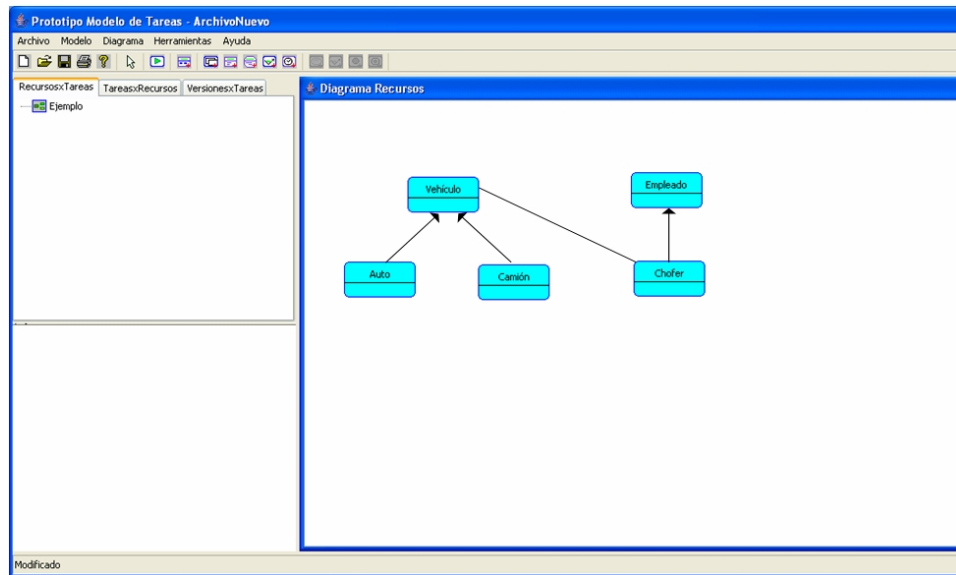 Prototipo Modelo de Tareas - ArchivoNuevo
Archivo Modelo Diagrama Herramientas Ayuda
RecursosxTareas TareasxRecursos VersionesxTareas
Ejemplo
Diagrama Recursos
Vehículo
Empleado
Auto
Camión
Chofer
Modificado